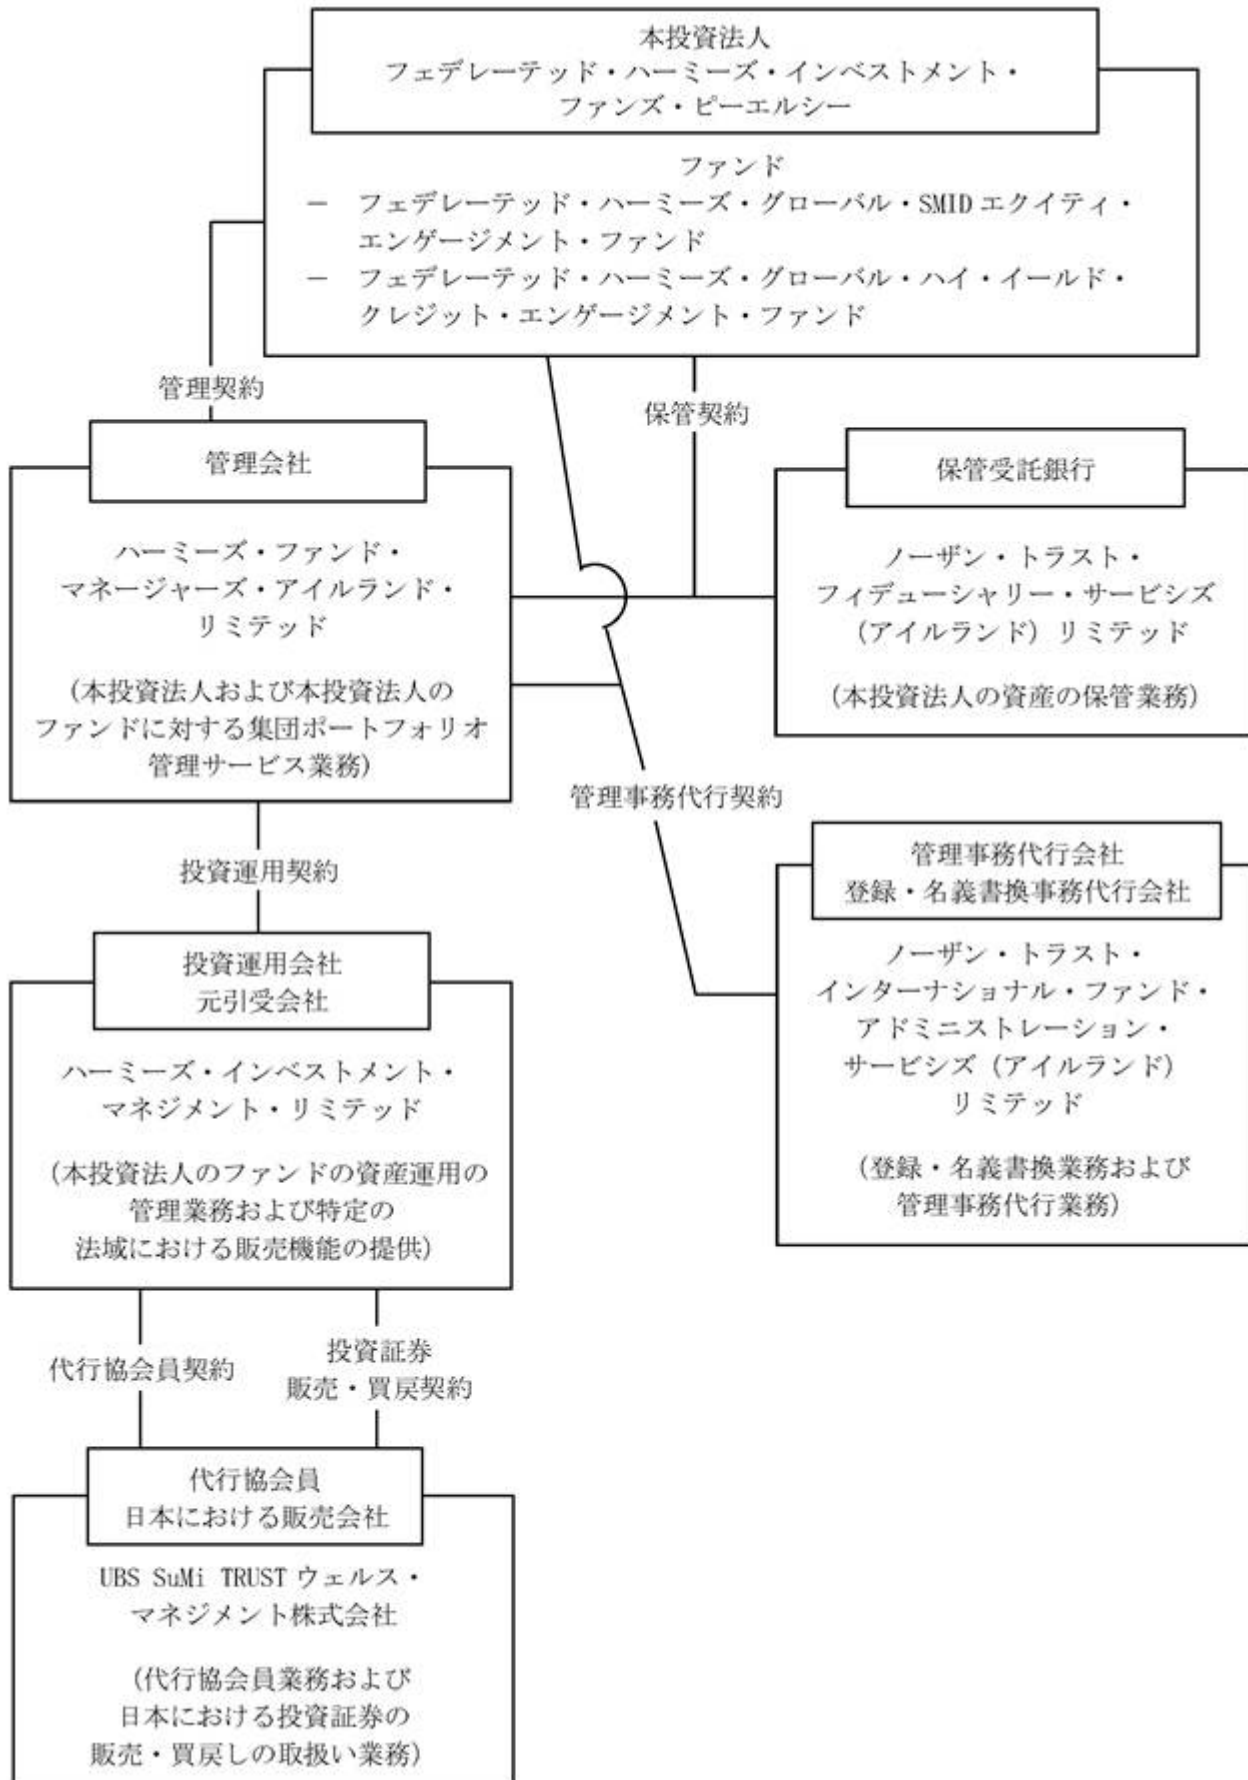 本投資法人
フェデレーテッド・ハーミーズ・インベストメント・
ファンズ・ピーエルシー
ファンド
－ フェデレーテッド・ハーミーズ・グローバル・SMIDエクイティ・
エンゲージメント・ファンド
－ フェデレーテッド・ハーミーズ・グローバル・ハイ・イールド・
クレジット・エンゲージメント・ファンド
管理契約
保管契約
管理会社
ハーミーズ・ファンド・
マネージャーズ・アイルランド・
リミテッド
（本投資法人および本投資法人の
ファンドに対する集団ポートフォリオ
管理サービス業務）
保管受託銀行
ノーザン・トラスト・
フィデューシャリー・サービシズ
（アイルランド）リミテッド
（本投資法人の資産の保管業務）
管理事務代行契約
投資運用契約
管理事務代行会社
登録・名義書換事務代行会社
ノーザン・トラスト・
インターナショナル・ファンド・
アドミニストレーション・
サービシズ（アイルランド）
リミテッド
（登録・名義書換業務および
管理事務代行業務）
投資運用会社
元引受会社
ハーミーズ・インベストメント・
マネジメント・リミテッド
（本投資法人のファンドの資産運用の
管理業務および特定の
法域における販売機能の提供）
代行協会員契約
投資証券
販売・買戻契約
代行協会員
日本における販売会社
UBS SuMi TRUSTウェルス・
マネジメント株式会社
（代行協会員業務および
日本における投資証券の
販売・買戻しの取扱い業務）